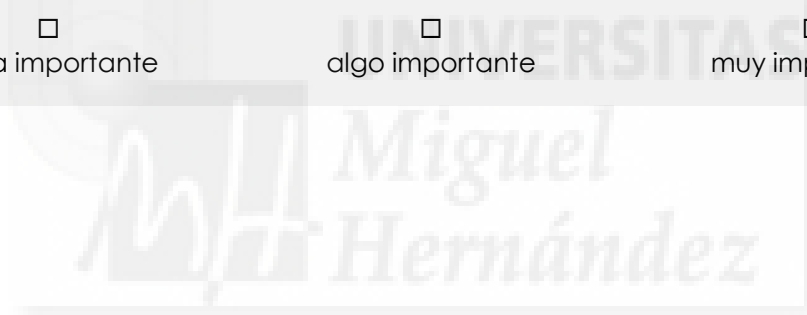 ☐ ☐
a importante algo importante muy imp
UNIVERSITAS
Miguel
Hernández